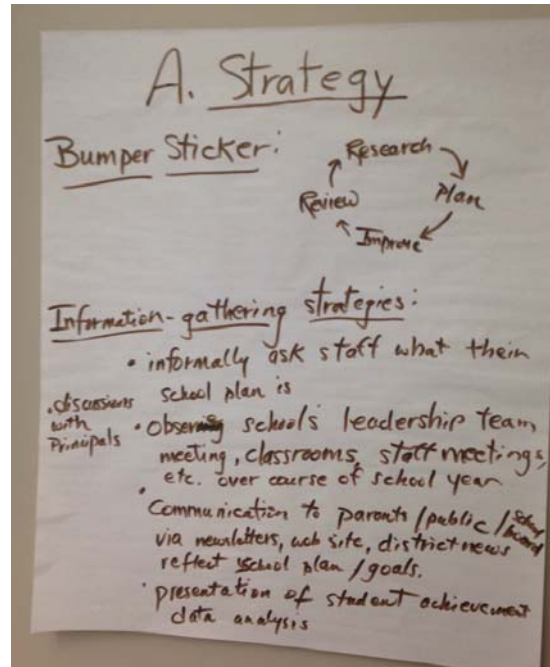 A. Strategy
Bumper Sticker:
Research
Plan
Improve
Review
Information-gathering strategies:
• informally ask staff what their
school plan is
• discussions
with
Principals
• Observing schools leadership team
meeting, classrooms, staff meetings,
etc. over course of school year
• Communication to parents/public/school board
via newsletters, web site, district news
reflect school plan/goals.
• presentation of student achievement
data analysis